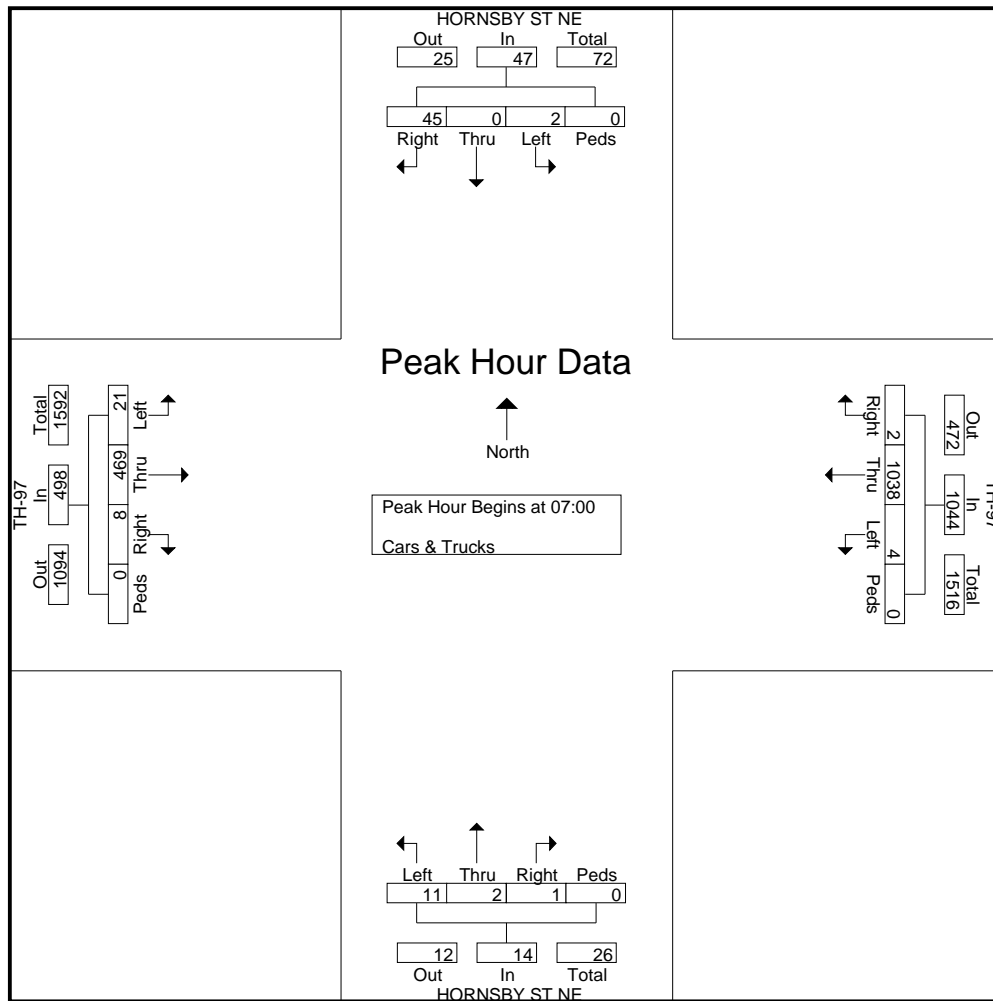 HORNSBY ST NE
Out In Total
25 47 72
45 0 2 0
Right Thru Left Peds
Peak Hour Data
North
Peak Hour Begins at 07:00
Cars & Trucks
TH-97
Total In Out
1592 498 1094
21 469 8 0
Left Thru Right Peds
TH-97
Out In Total
472 1044 1516
2 1038 4 0
Right Thru Left Peds
Left Thru Right Peds
11 2 1 0
12 14 26
Out In Total
HORNSBY ST NE